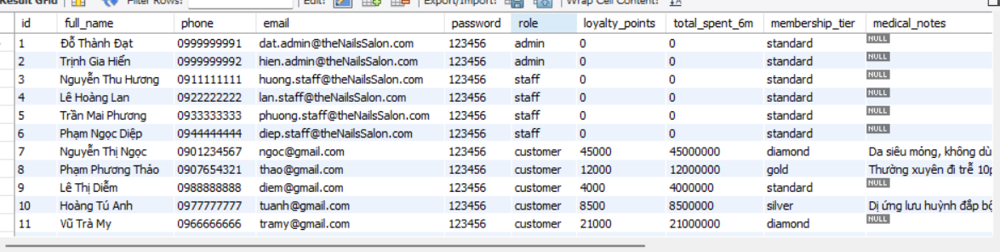 Result Grid Filter Rows: Edit: Export/Import: Wrap Cell Content: IA
id full_name phone email password role loyalty_points total_spent_6m membership_tier medical_notes
1 Đỗ Thành Đạt 0999999991 dat.admin@theNailsSalon.com 123456 admin 0 0 standard NULL
2 Trịnh Gia Hiến 0999999992 hien.admin@theNailsSalon.com 123456 admin 0 0 standard NULL
3 Nguyễn Thu Hương 0911111111 huong.staff@theNailsSalon.com 123456 staff 0 0 standard NULL
4 Lê Hoàng Lan 0922222222 lan.staff@theNailsSalon.com 123456 staff 0 0 standard NULL
5 Trần Mai Phương 0933333333 phuong.staff@theNailsSalon.com 123456 staff 0 0 standard NULL
6 Phạm Ngọc Diệp 0944444444 diep.staff@theNailsSalon.com 123456 staff 0 0 standard NULL
7 Nguyễn Thị Ngọc 0901234567 ngoc@gmail.com 123456 customer 45000 45000000 diamond Da siêu mỏng, không dù
8 Phạm Phương Thảo 0907654321 thao@gmail.com 123456 customer 12000 12000000 gold Thường xuyên đi trễ 10p
9 Lê Thị Diễm 0988888888 diem@gmail.com 123456 customer 4000 4000000 standard NULL
10 Hoàng Tú Anh 0977777777 tuanh@gmail.com 123456 customer 8500 8500000 silver Dị ứng lưu huỳnh đắp bộ
11 Vũ Trà My 0966666666 tramy@gmail.com 123456 customer 21000 21000000 diamond NULL